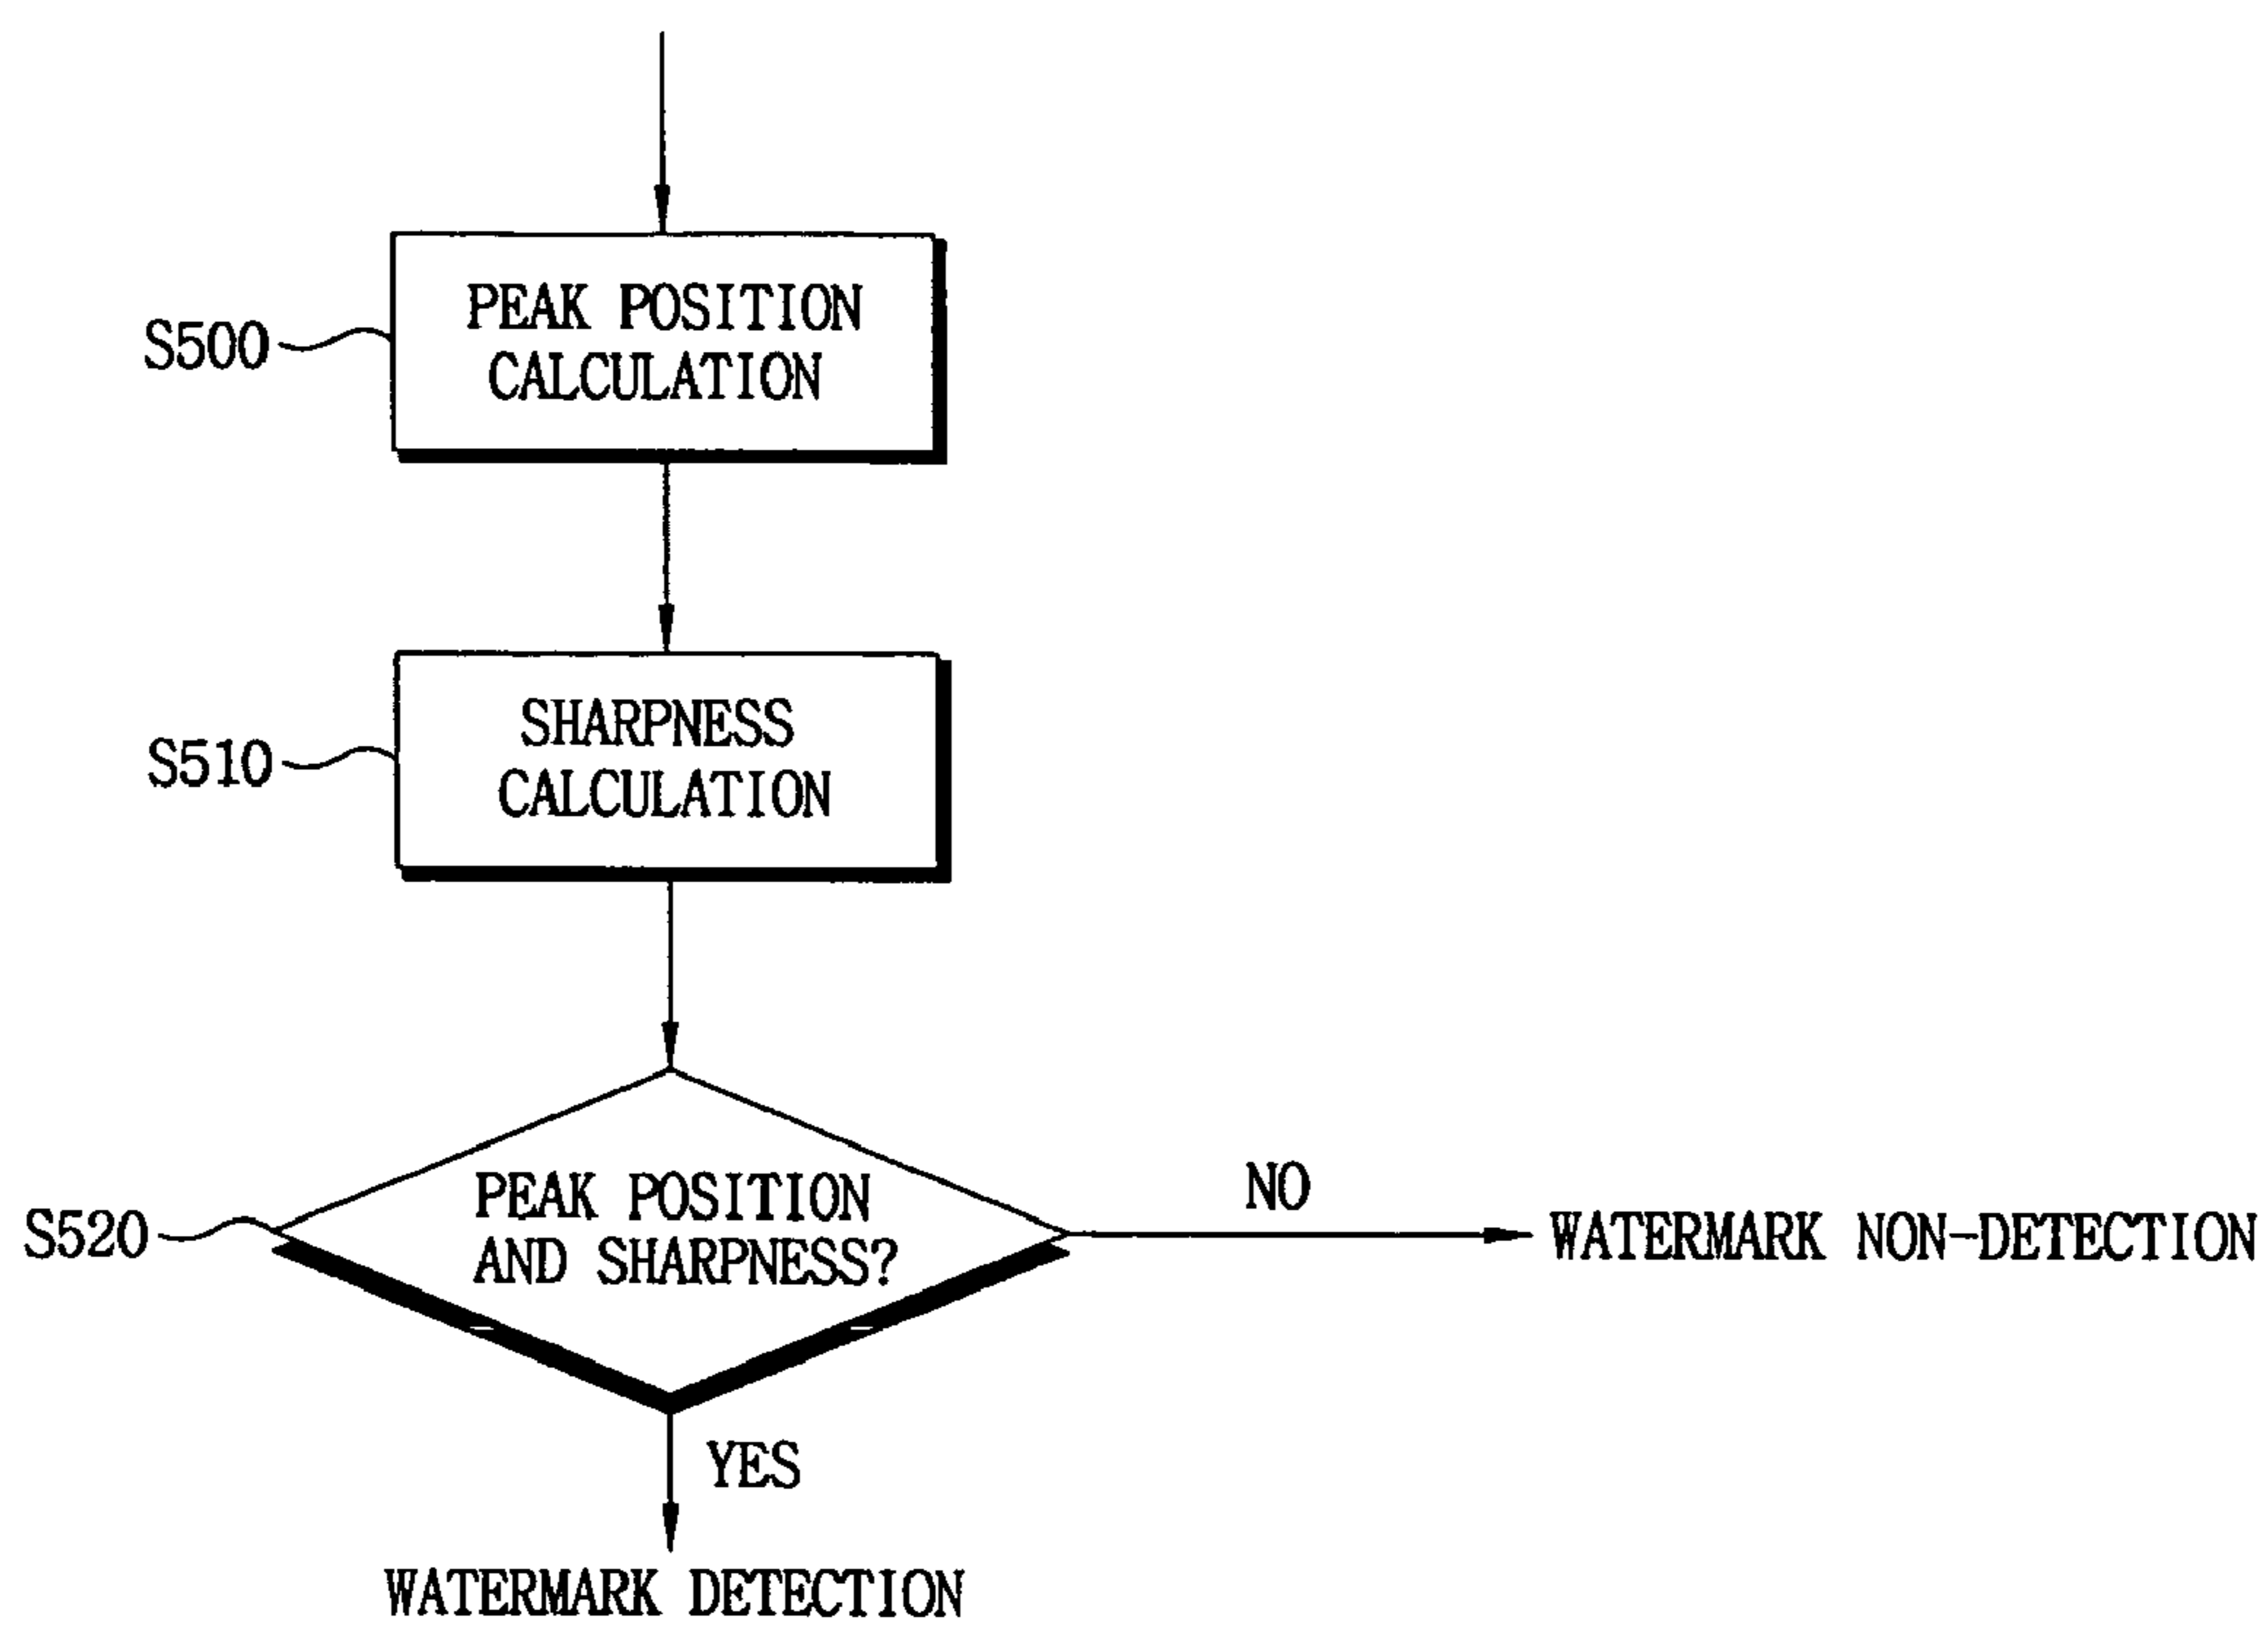 PEAK POSITION
CALCULATION
S500
SHARPNESS
CALCULATION
S510
PEAK POSITION
AND SHARPNESS?
S520
NO
WATERMARK NON-DETECTION
YES
WATERMARK DETECTION